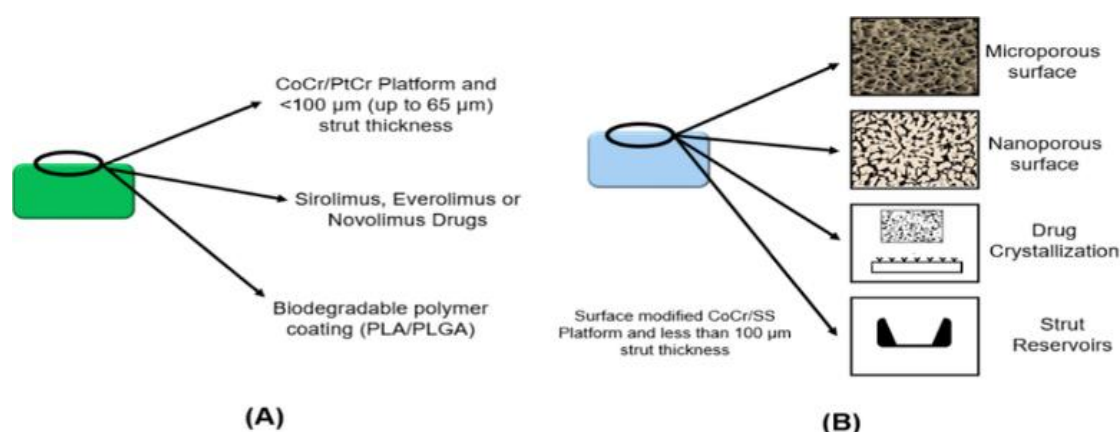 CoCr/PtCr Platform and
<100 µm (up to 65 µm)
strut thickness
Sirolimus, Everolimus or
Novolimus Drugs
Biodegradable polymer
coating (PLA/PLGA)
(A)
Microporous
surface
Nanoporous
surface
Drug
Crystallization
Strut
Reservoirs
Surface modified CoCr/SS
Platform and less than 100 µm
strut thickness
(B)